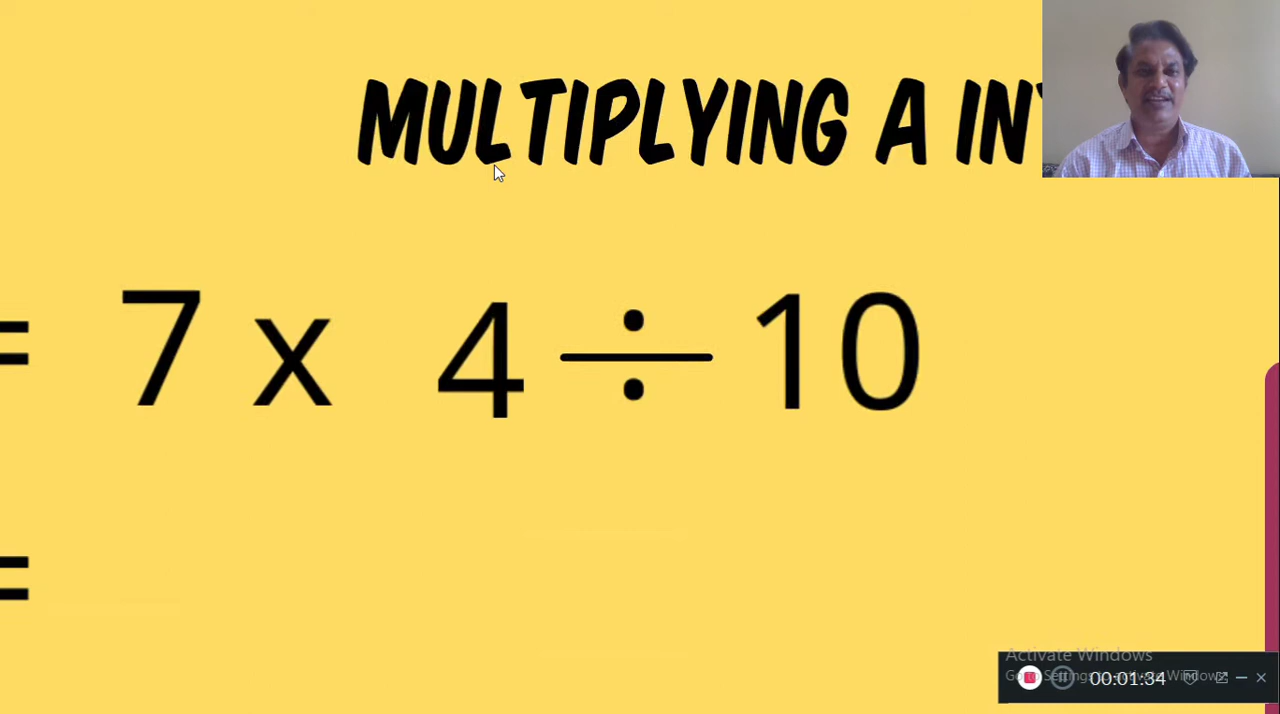 MULTIPLYING A IN
= 7 x 4 ÷ 10
=
Activate Windows
00:01:34